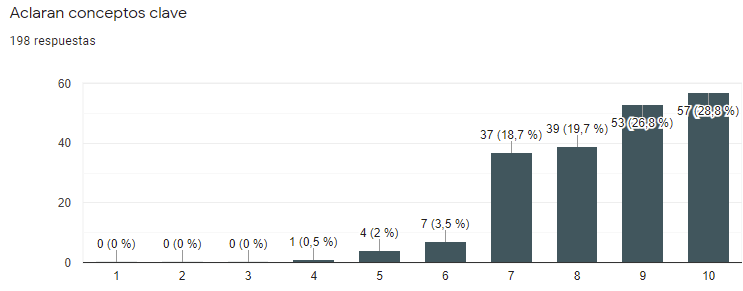 Aclaran conceptos clave
198 respuestas
60
40
20
0
0 (0 %) 0 (0 %) 0 (0 %) 1 (0,5 %) 4 (2 %) 7 (3,5 %) 37 (18,7 %) 39 (19,7 %) 53 (26,8 %) 57 (28,8 %)
1 2 3 4 5 6 7 8 9 10